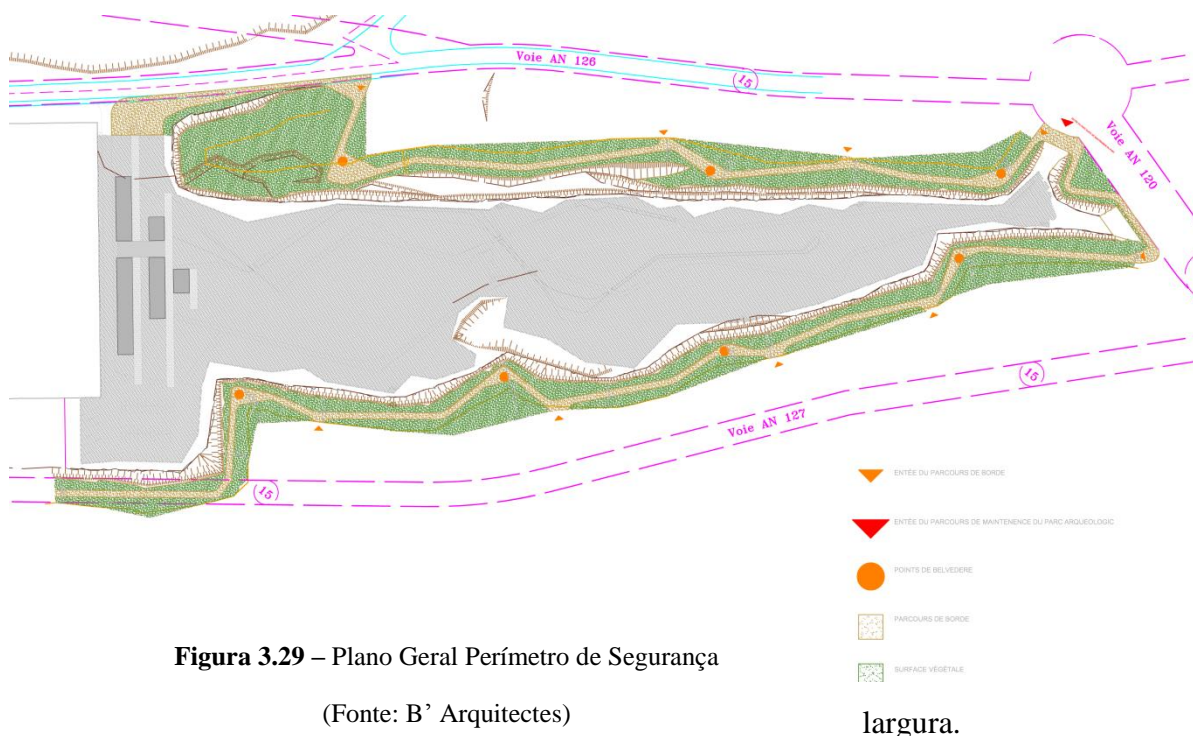 Voie AN 126
15
Voie AN 120
15
Voie AN 127
15
ENTÉE DU PARCOURS DE BORDE
ENTÉE DU PARCOURS DE MAINTENENCE DU PARC ARQUEOLOGIC
POINTS DE BELVEDERE
PARCOURS DE BORDE
SURFACE VÉGÉTALE
Figura 3.29 – Plano Geral Perímetro de Segurança
(Fonte: B’ Arquitectes)
largura.